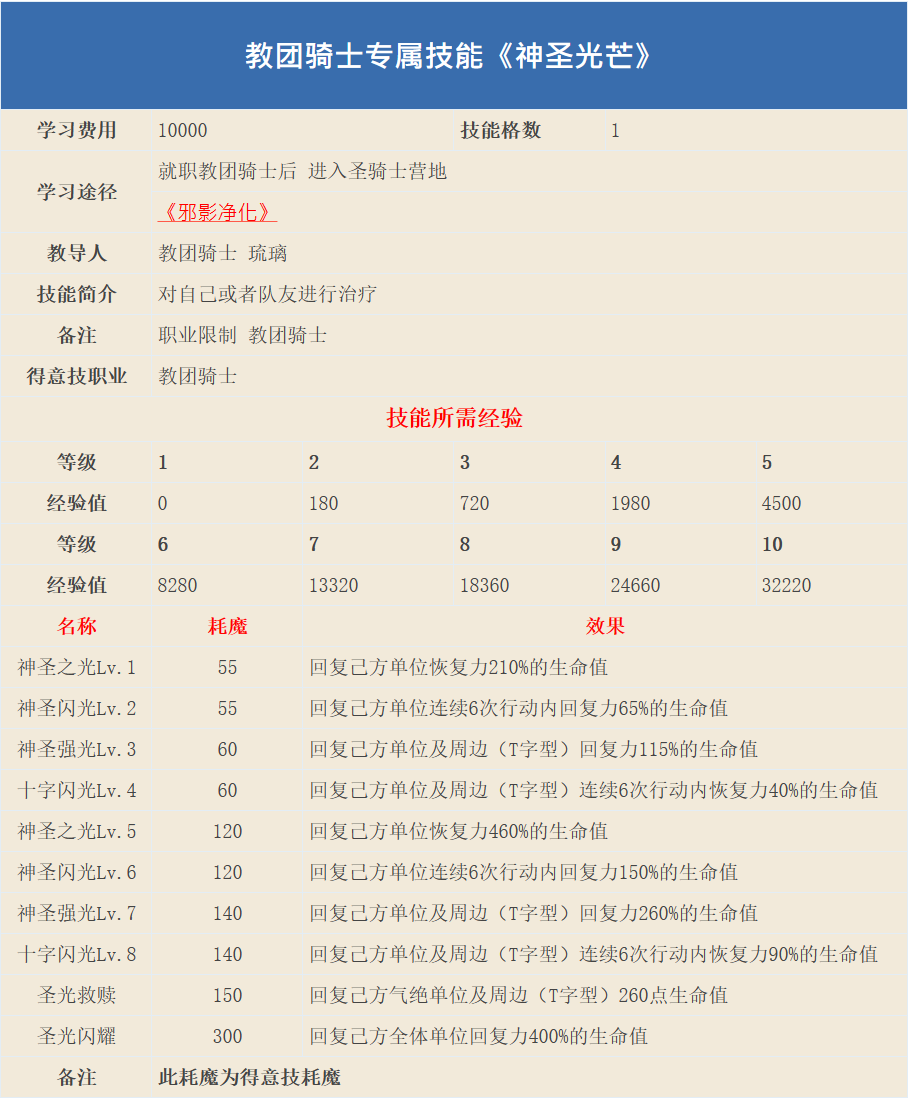 教团骑士专属技能《神圣光芒》
学习费用 10000 技能格数 1
学习途径 就职教团骑士后 进入圣骑士营地
《邪影净化》
教导人 教团骑士 琉璃
技能简介 对自己或者队友进行治疗
备注 职业限制 教团骑士
得意技职业 教团骑士
技能所需经验
等级 1 2 3 4 5
经验值 0 180 720 1980 4500
等级 6 7 8 9 10
经验值 8280 13320 18360 24660 32220
名称 耗魔 效果
神圣之光Lv.1 55 回复己方单位恢复力210%的生命值
神圣闪光Lv.2 55 回复己方单位连续6次行动内回复力65%的生命值
神圣强光Lv.3 60 回复己方单位及周边（T字型）回复力115%的生命值
十字闪光Lv.4 60 回复己方单位及周边（T字型）连续6次行动内恢复力40%的生命值
神圣之光Lv.5 120 回复己方单位恢复力460%的生命值
神圣闪光Lv.6 120 回复己方单位连续6次行动内回复力150%的生命值
神圣强光Lv.7 140 回复己方单位及周边（T字型）回复力260%的生命值
十字闪光Lv.8 140 回复己方单位及周边（T字型）连续6次行动内恢复力90%的生命值
圣光救赎 150 回复己方气绝单位及周边（T字型）260点生命值
圣光闪耀 300 回复己方全体单位回复力400%的生命值
备注 此耗魔为得意技耗魔